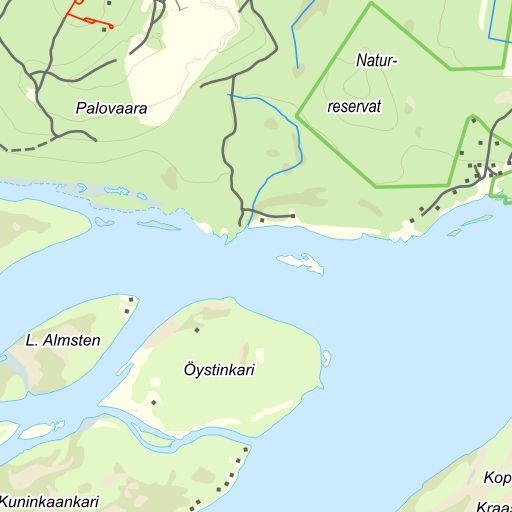 Natur-
reservat
Palovaara
L. Almsten
Öystinkari
Kuninkaankari
Kop
Kraas